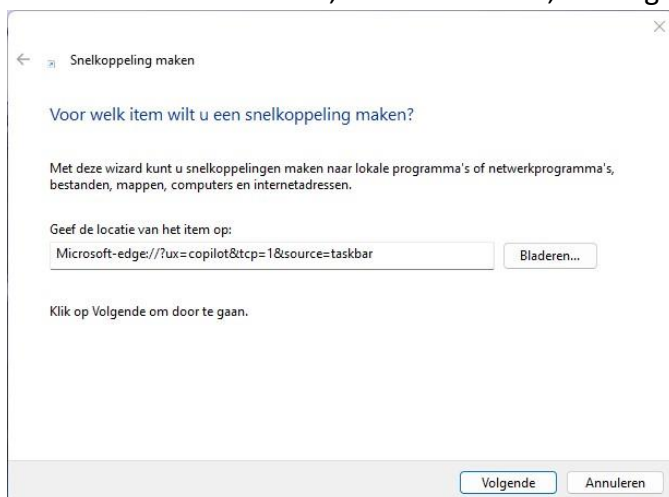 Snelkoppeling maken
Voor welk item wilt u een snelkoppeling maken?
Met deze wizard kunt u snelkoppelingen maken naar lokale programma's of netwerkprogramma's,
bestanden, mappen, computers en internetadressen.
Geef de locatie van het item op:
Microsoft-edge://?ux=copilot&tcp=1&source=taskbar
Bladeren...
Klik op Volgende om door te gaan.
Volgende
Annuleren